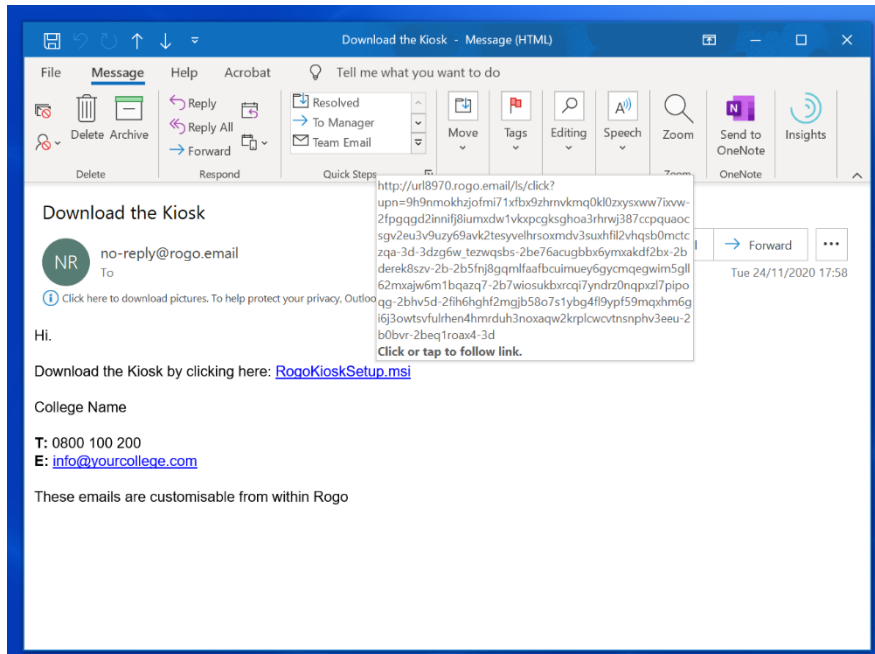 Download the Kiosk - Message (HTML)
File Message Help Acrobat Tell me what you want to do
Delete Archive
Reply
Reply All
Forward
Resolved
To Manager
Team Email
Move Tags Editing Speech Zoom Send to OneNote Insights
Delete Respond Quick Steps Zoom OneNote
http://url8970.rogo.email/ls/click?
upn=9h9nmokhzjofmi71xfbx9zhrnvkmq0kl0zxysxww7ixvw-
2fpgqgd2innifj8iumxdw1vkxpcgksghoa3rhrwj387ccpquaoc
sgv2eu3v9uzy69avk2tesyvelhrsoxmdv3suxhfil2vhqsb0mctc
zqa-3d-3dzg6w_tezwqsbs-2be76acugbbx6ymxakdf2bx-2b
derek8szv-2b-2b5fnj8gqmlfaafbcuimuey6gycmqegwim5gll
62mxajw6m1bqazq7-2b7wiosukbxrcqi7yndrz0nqpxzl7pipo
qg-2bhv5d-2fih6hghf2mgjb58o7s1ybg4fl9ypf59mqxhm6g
i6j3owtsvfulrhen4hmrduh3noxaqw2krplcwcvtnsnphv3eeu-2
b0bvr-2beq1roax4-3d
Click or tap to follow link.
Download the Kiosk
NR
no-reply@rogo.email
To
Forw
Tue 24/11/2020 17:58
Click here to download pictures. To help protect your privacy, Outloo
Hi.
Download the Kiosk by clicking here: RogoKioskSetup.msi
College Name
T: 0800 100 200
E: info@yourcollege.com
These emails are customisable from within Rogo